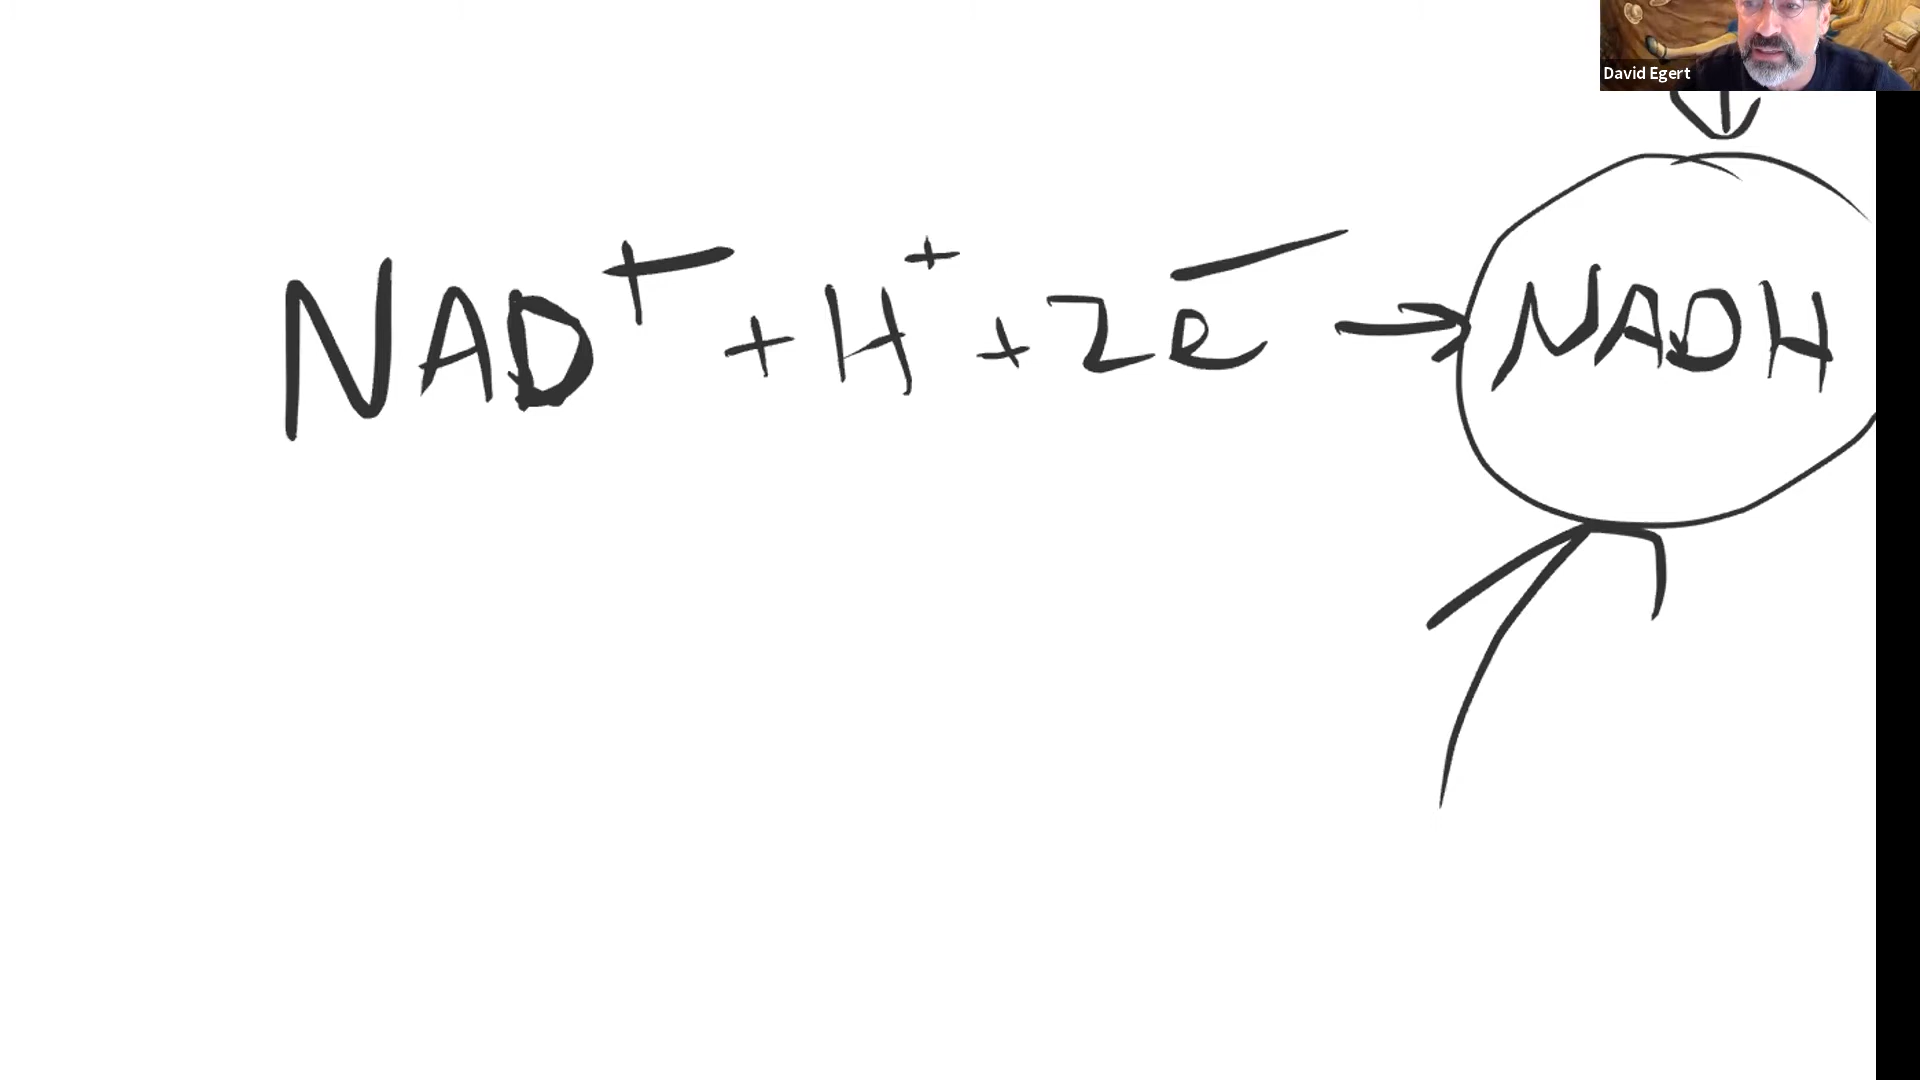 David Egert
NAD⁺ + H⁺ + 2e⁻ → NADH